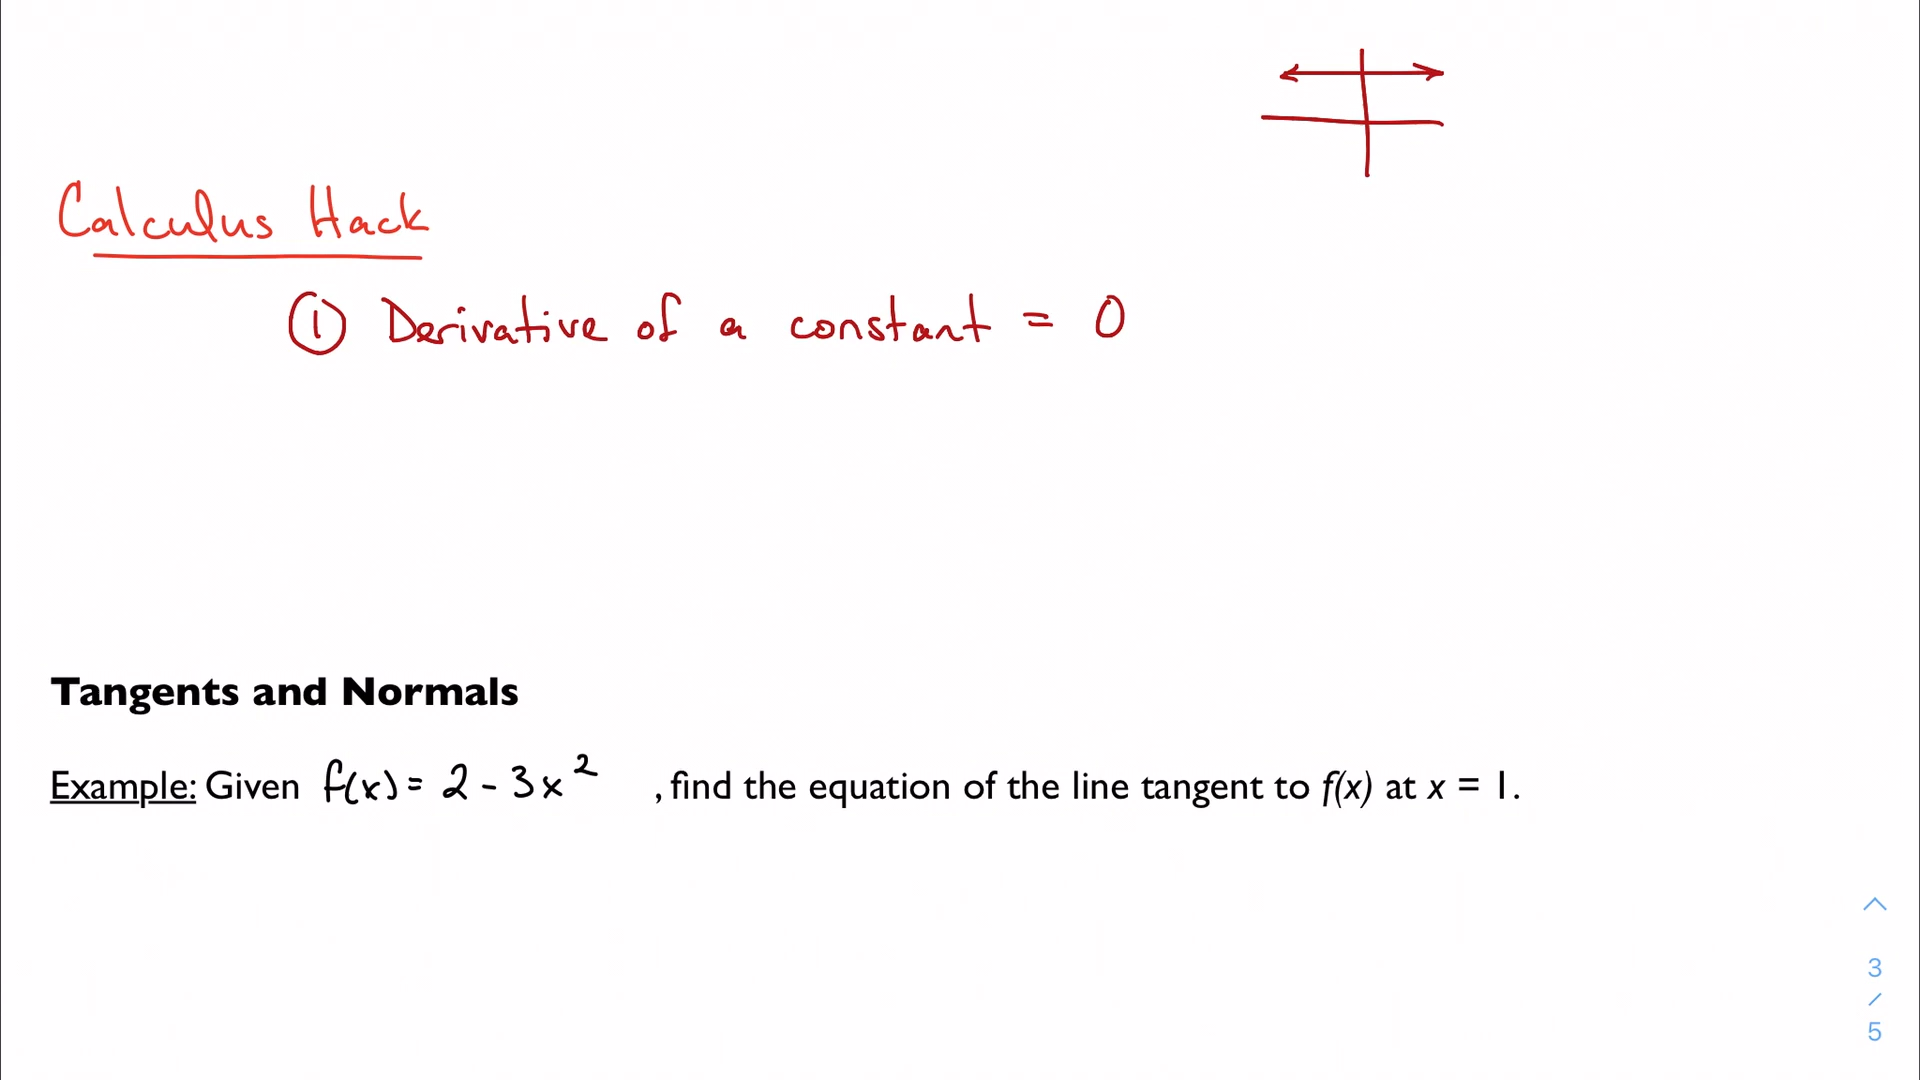 Calculus Hack
① Derivative of a constant = 0
Tangents and Normals
Example: Given f(x) = 2 - 3x² , find the equation of the line tangent to f(x) at x = 1.
3
/
5